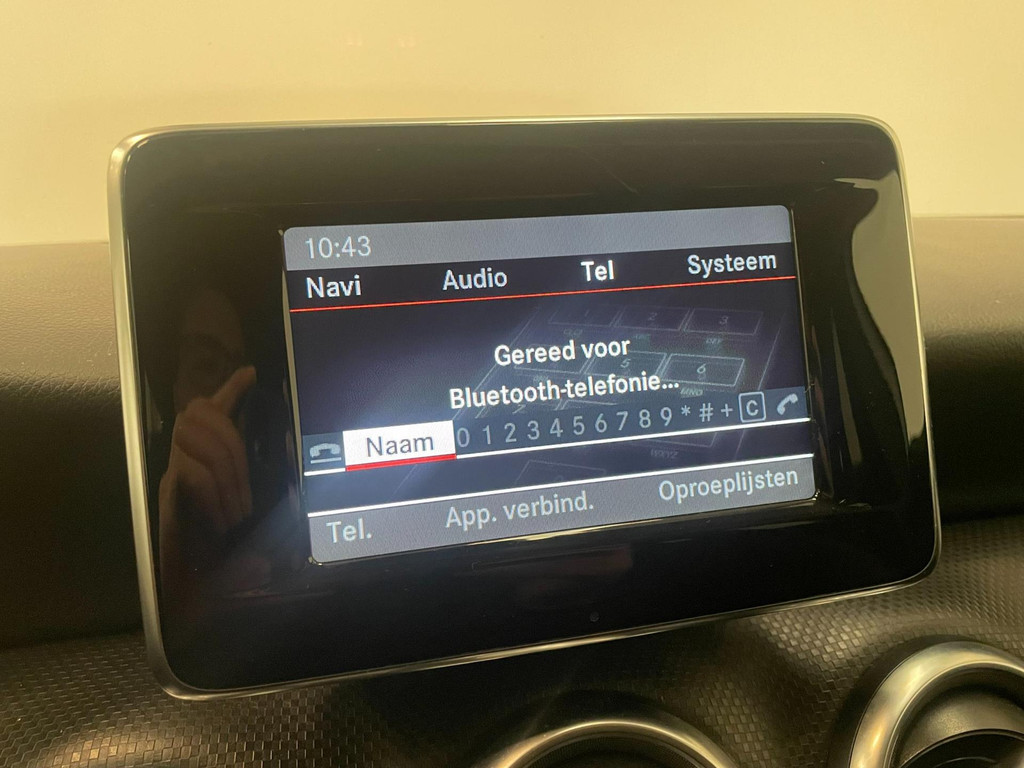 10:43
Navi Audio Tel Systeem
Gereed voor
Bluetooth-telefonie...
Naam 0 1 2 3 4 5 6 7 8 9 * # + C
Tel. App. verbind. Oproeplijsten